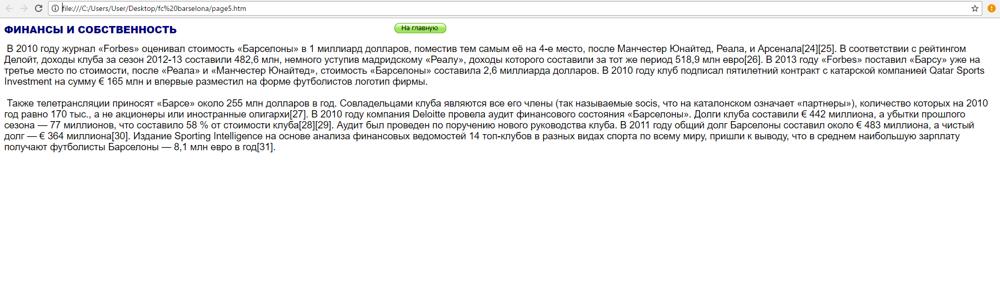 file:///C:/Users/User/Desktop/fc%20barselona/page5.htm
ФИНАНСЫ И СОБСТВЕННОСТЬ
На главную
В 2010 году журнал «Forbes» оценивал стоимость «Барселоны» в 1 миллиард долларов, поместив тем самым её на 4-е место, после Манчестер Юнайтед, Реала, и Арсенала[24][25]. В соответствии с рейтингом
Делойт, доходы клуба за сезон 2012-13 составили 482,6 млн, немного уступив мадридскому «Реалу», доходы которого составили за тот же период 518,9 млн евро[26]. В 2013 году «Forbes» поставил «Барсу» уже на
третье место по стоимости, после «Реала» и «Манчестер Юнайтед», стоимость «Барселоны» составила 2,6 миллиарда долларов. В 2010 году клуб подписал пятилетний контракт с катарской компанией Qatar Sports
Investment на сумму € 165 млн и впервые разместил на форме футболистов логотип фирмы.
Также телетрансляции приносят «Барсе» около 255 млн долларов в год. Совладельцами клуба являются все его члены (так называемые socis, что на каталонском означает «партнеры»), количество которых на 2010
год равно 170 тыс., а не акционеры или иностранные олигархи[27]. В 2010 году компания Deloitte провела аудит финансового состояния «Барселоны». Долги клуба составили € 442 миллиона, а убытки прошлого
сезона — 77 миллионов, что составило 58 % от стоимости клуба[28][29]. Аудит был проведен по поручению нового руководства клуба. В 2011 году общий долг Барселоны составил около € 483 миллиона, а чистый
долг — € 364 миллиона[30]. Издание Sporting Intelligence на основе анализа финансовых ведомостей 14 топ-клубов в разных видах спорта по всему миру, пришли к выводу, что в среднем наибольшую зарплату
получают футболисты Барселоны — 8,1 млн евро в год[31].